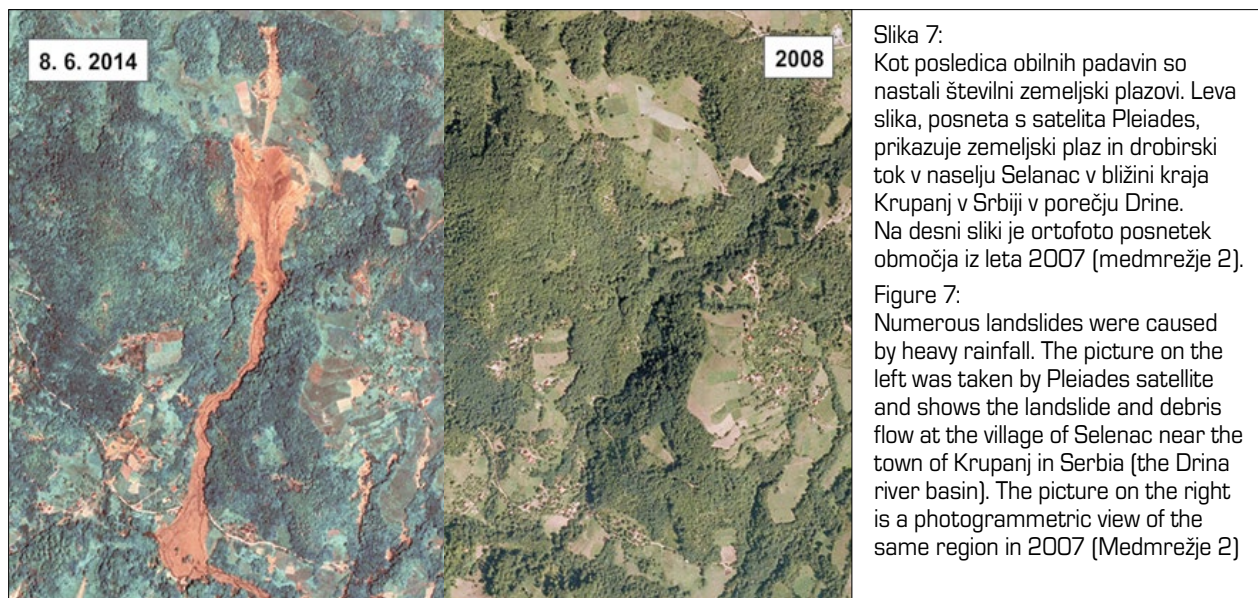 8. 6. 2014
2008
Slika 7:
Kot posledica obilnih padavin so
nastali številni zemeljski plazovi. Leva
slika, posneta s satelita Pleiades,
prikazuje zemeljski plaz in drobirski
tok v naselju Selanac v bližini kraja
Krupanj v Srbiji v porečju Drine.
Na desni sliki je ortofoto posnetek
območja iz leta 2007 (medmrežje 2).
Figure 7:
Numerous landslides were caused
by heavy rainfall. The picture on the
left was taken by Pleiades satellite
and shows the landslide and debris
flow at the village of Selenac near the
town of Krupanj in Serbia (the Drina
river basin). The picture on the right
is a photogrammetric view of the
same region in 2007 (Medmrežje 2)